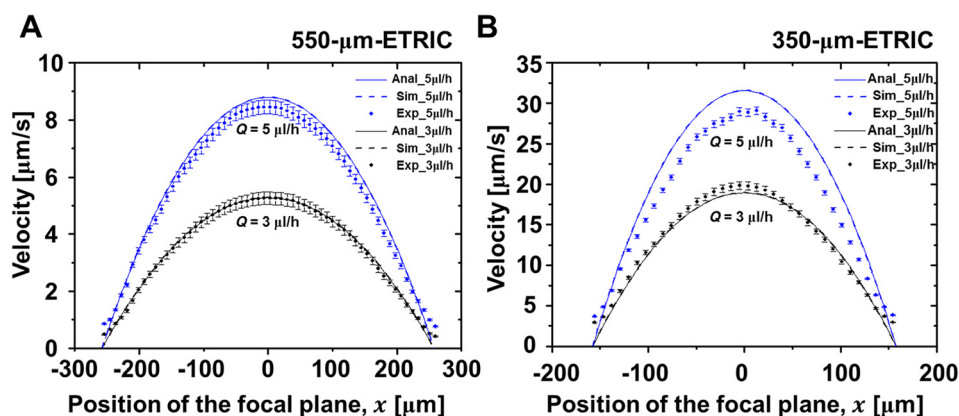 A
550-μm-ETRIC
Velocity [μm/s]
10
8
6
4
2
0
-300
-200
-100
0
100
200
300
Position of the focal plane, x [μm]
Anal_5μl/h
Sim_5μl/h
Exp_5μl/h
Anal_3μl/h
Sim_3μl/h
Exp_3μl/h
Q = 5 μl/h
Q = 3 μl/h
B
350-μm-ETRIC
Velocity [μm/s]
35
30
25
20
15
10
5
0
-200
-100
0
100
200
Position of the focal plane, x [μm]
Anal_5μl/h
Sim_5μl/h
Exp_5μl/h
Anal_3μl/h
Sim_3μl/h
Exp_3μl/h
Q = 5 μl/h
Q = 3 μl/h